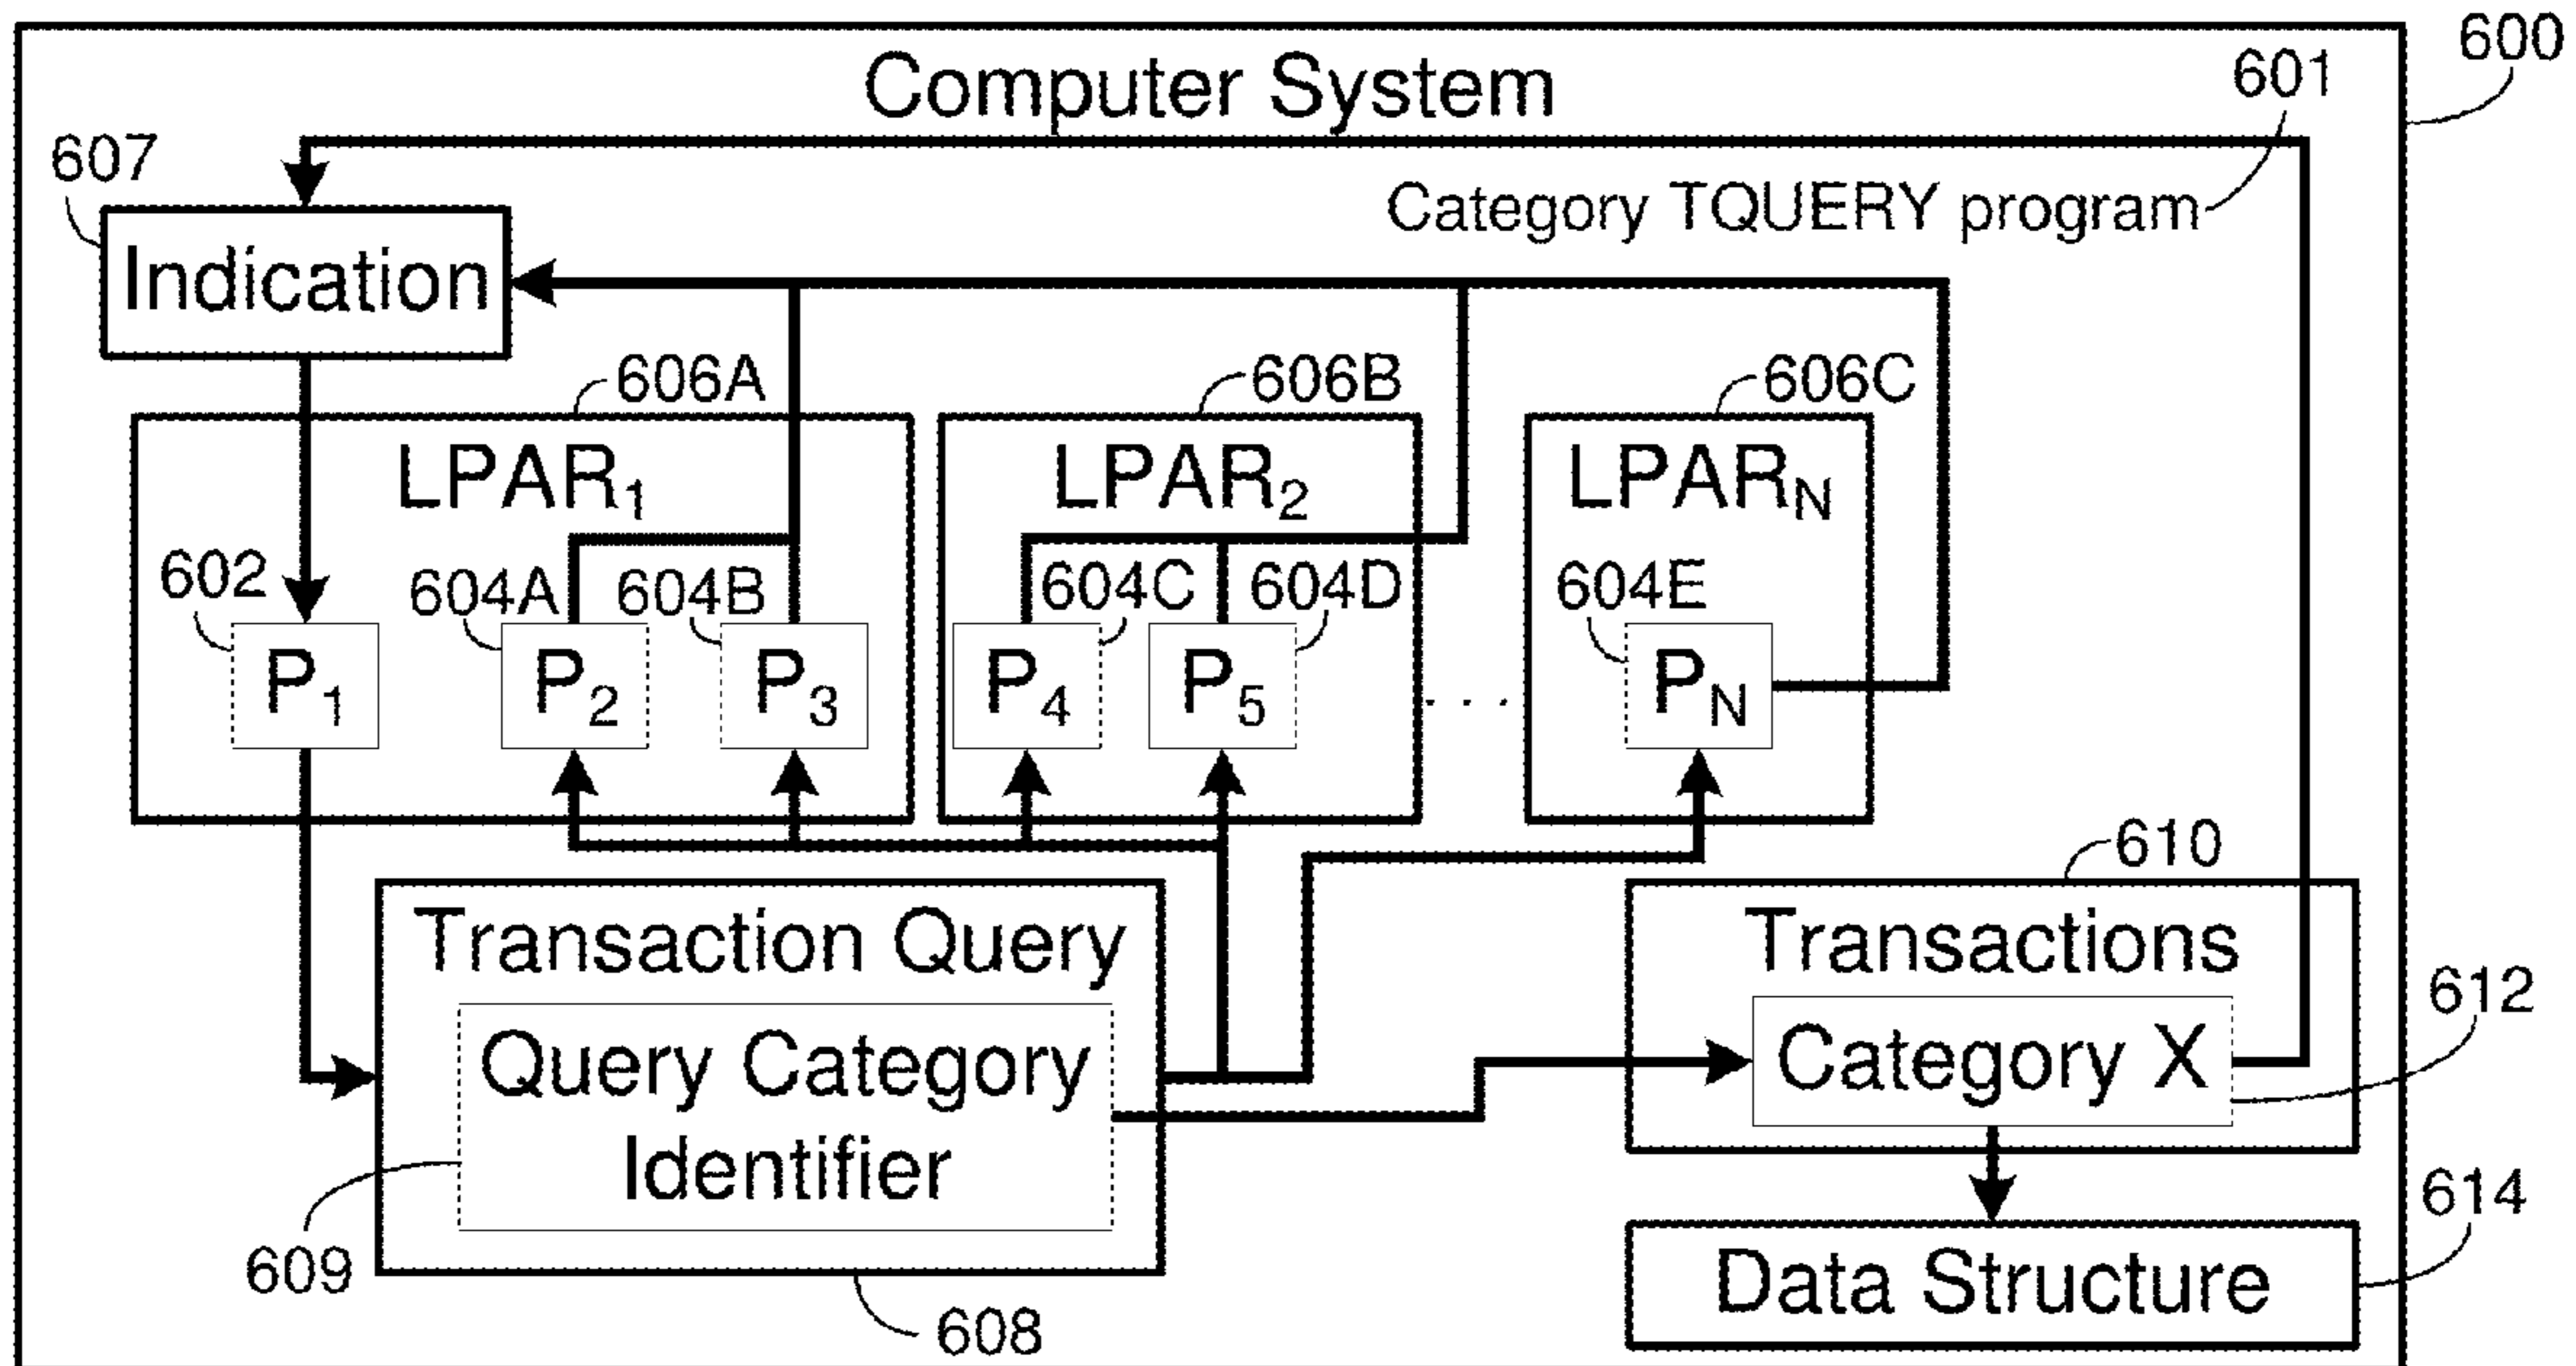 600
Computer System
601
607
Category TQUERY program
Indication
606A
606B
606C
LPAR₁
LPAR₂
LPARN
602
604A
604B
604C
604D
604E
P₁
P₂
P₃
P₄
P₅
. . .
PN
610
Transaction Query
Transactions
612
Query Category
Identifier
Category X
614
609
Data Structure
608